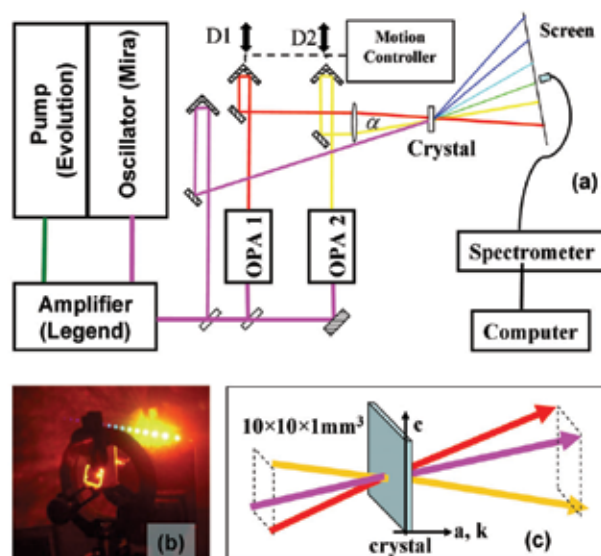 D1
D2
Motion
Controller
Screen
Pump
(Evolution)
Oscillator (Mira)
α
Crystal
(a)
OPA 1
OPA 2
Spectrometer
Amplifier
(Legend)
Computer
(b)
10×10×1mm³
c
a, k
crystal
(c)